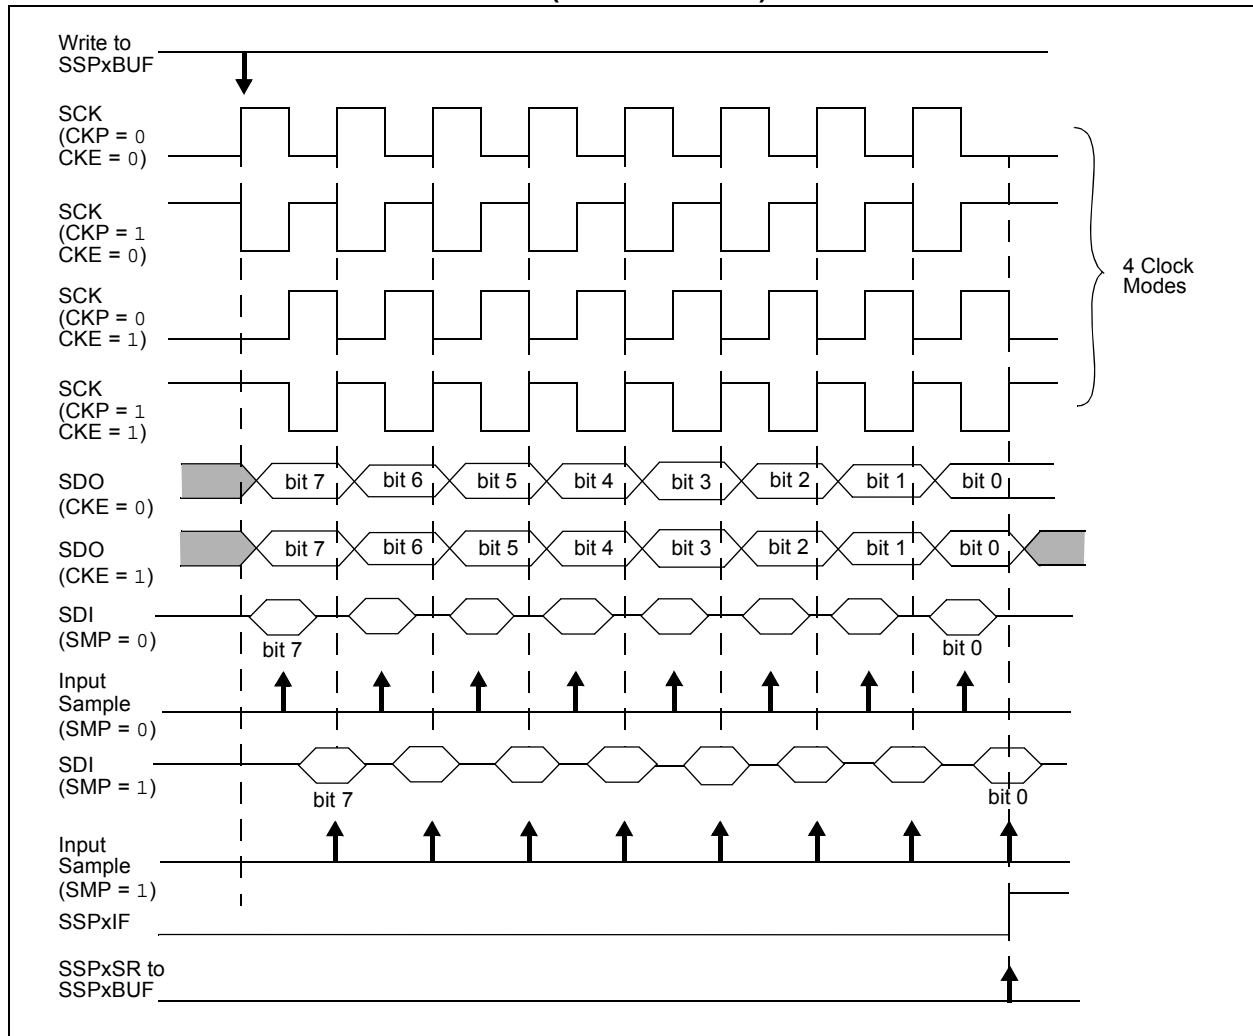 Write to
SSPxBUF
SCK
(CKP = 0
CKE = 0)
SCK
(CKP = 1
CKE = 0)
4 Clock
Modes
SCK
(CKP = 0
CKE = 1)
SCK
(CKP = 1
CKE = 1)
SDO
(CKE = 0)
bit 7 bit 6 bit 5 bit 4 bit 3 bit 2 bit 1 bit 0
SDO
(CKE = 1)
bit 7 bit 6 bit 5 bit 4 bit 3 bit 2 bit 1 bit 0
SDI
(SMP = 0)
bit 7 bit 0
Input
Sample
(SMP = 0)
SDI
(SMP = 1)
bit 7 bit 0
Input
Sample
(SMP = 1)
SSPxIF
SSPxSR to
SSPxBUF